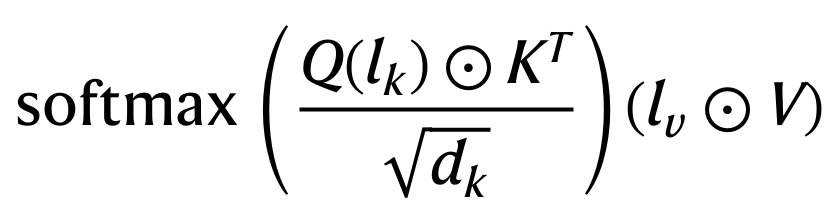 softmax (Q(l_k) ⊙ K^T / √d_k) (l_v ⊙ V)